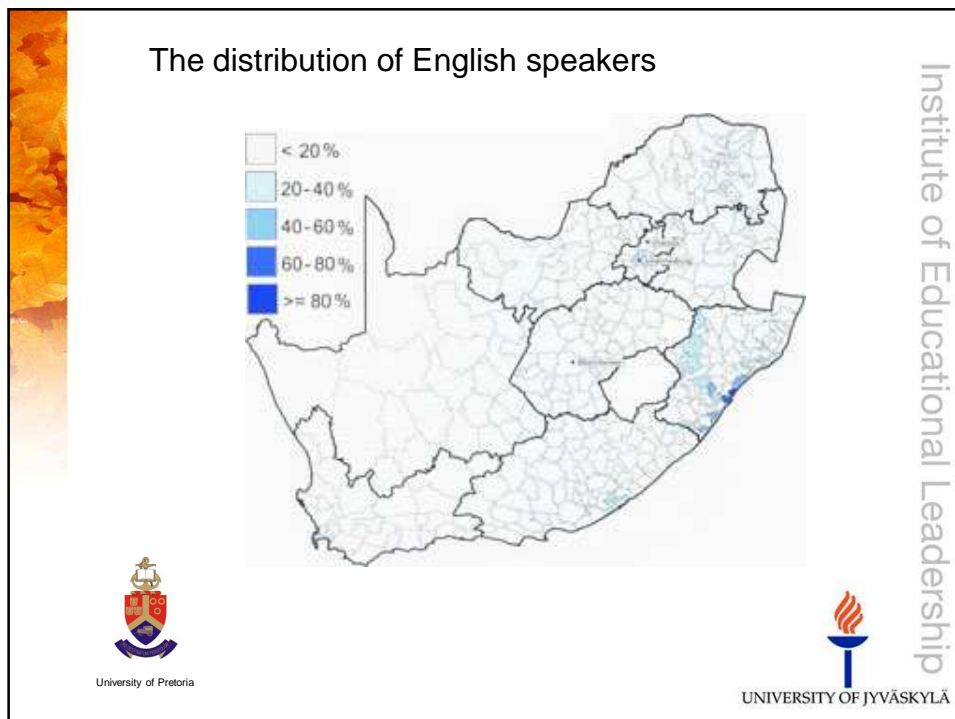 The distribution of English speakers
< 20%
20-40%
40-60%
60-80%
>= 80%
Institute of Educational Leadership
University of Pretoria
UNIVERSITY OF JYVÄSKYLÄ